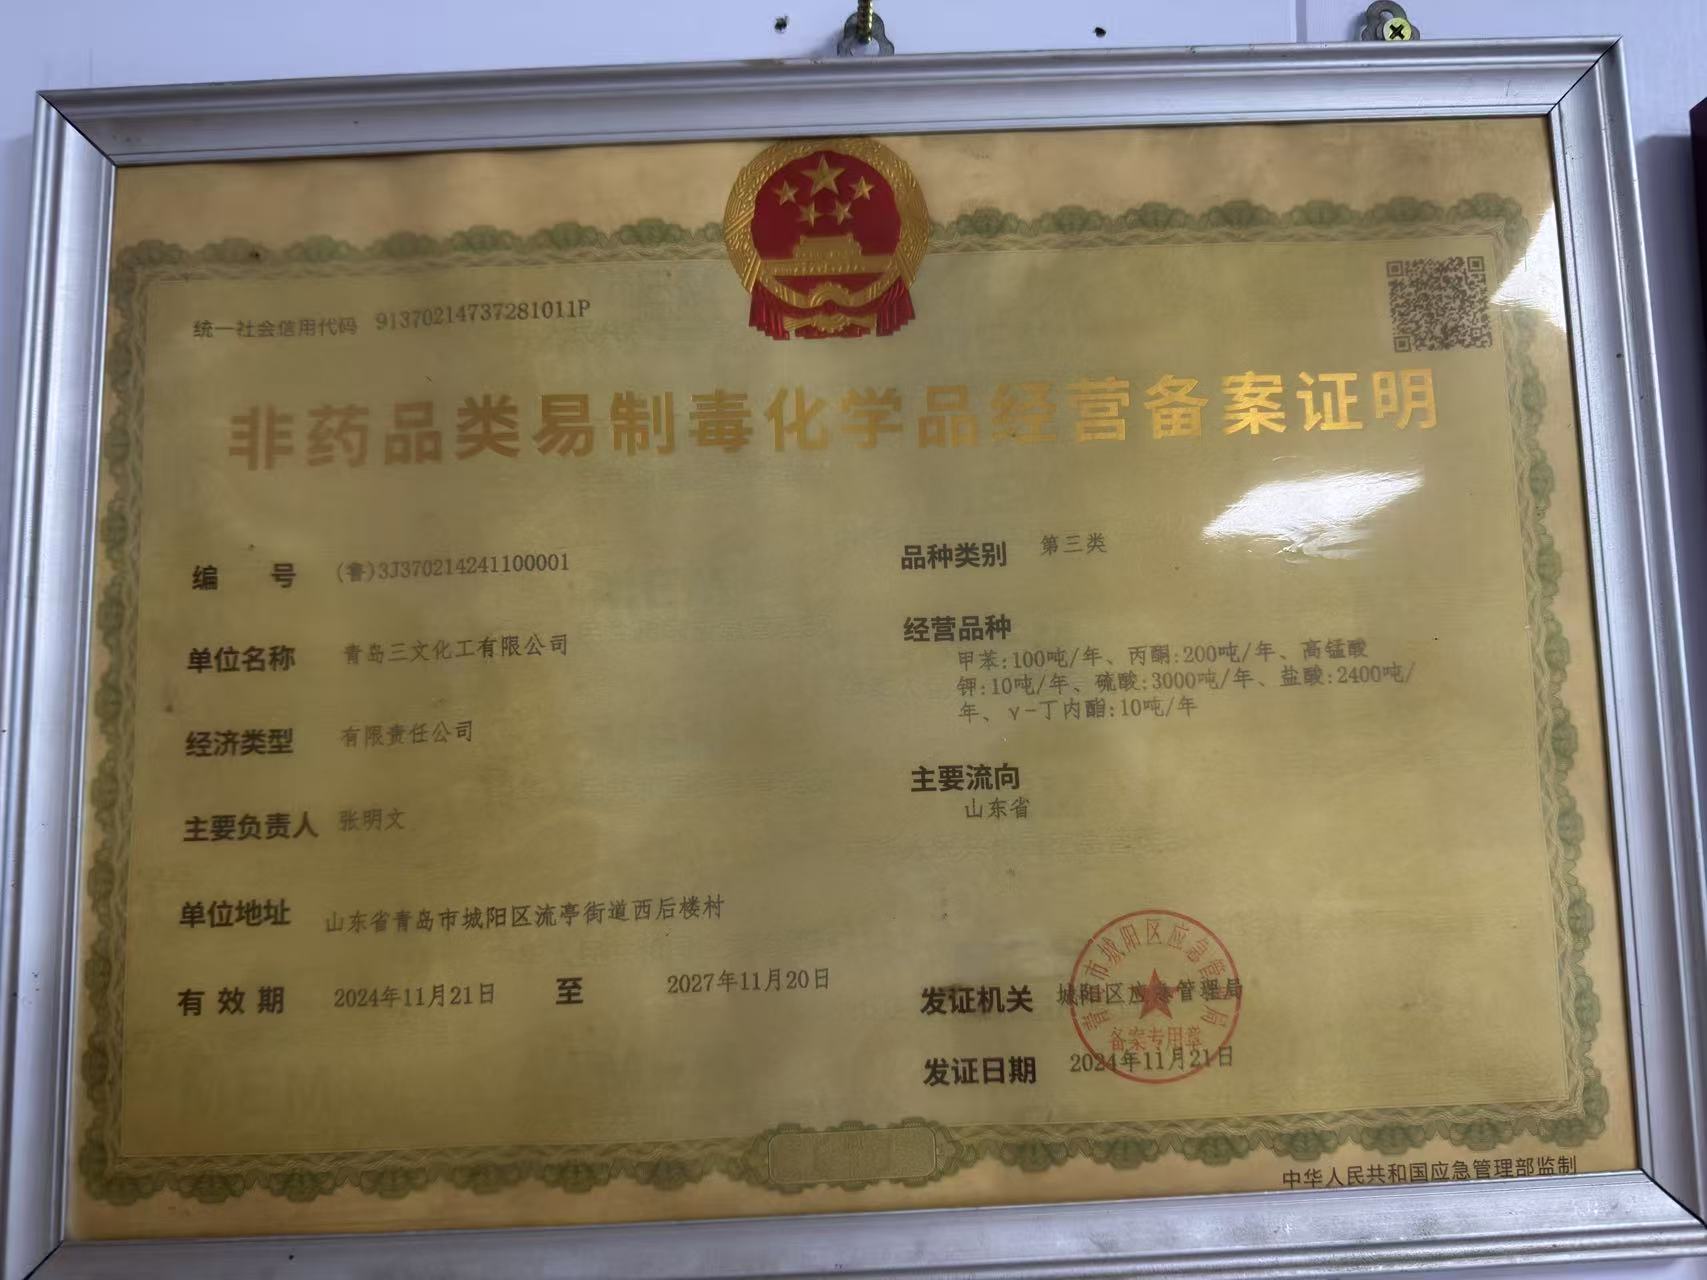 统一社会信用代码 91370214737281011P
非药品类易制毒化学品经营备案证明
编 号 (鲁)3J370214241100001
单位名称 青岛三文化工有限公司
经济类型 有限责任公司
主要负责人 张明文
单位地址 山东省青岛市城阳区流亭街道西后楼村
有效期 2024年11月21日 至 2027年11月20日
品种类别 第三类
经营品种
甲苯:100吨/年、丙酮:200吨/年、高锰酸
钾:10吨/年、硫酸:3000吨/年、盐酸:2400吨/
年、γ-丁内酯:10吨/年
主要流向
山东省
发证机关 城阳区应急管理局
发证日期 2024年11月21日
青岛市城阳区应急管理局
备案专用章
中华人民共和国应急管理部监制